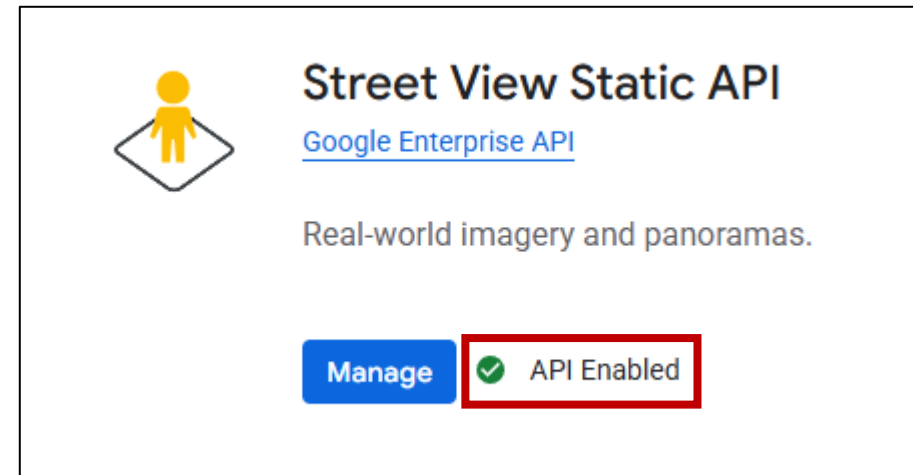 Street View Static API
Google Enterprise API
Real-world imagery and panoramas.
Manage API Enabled